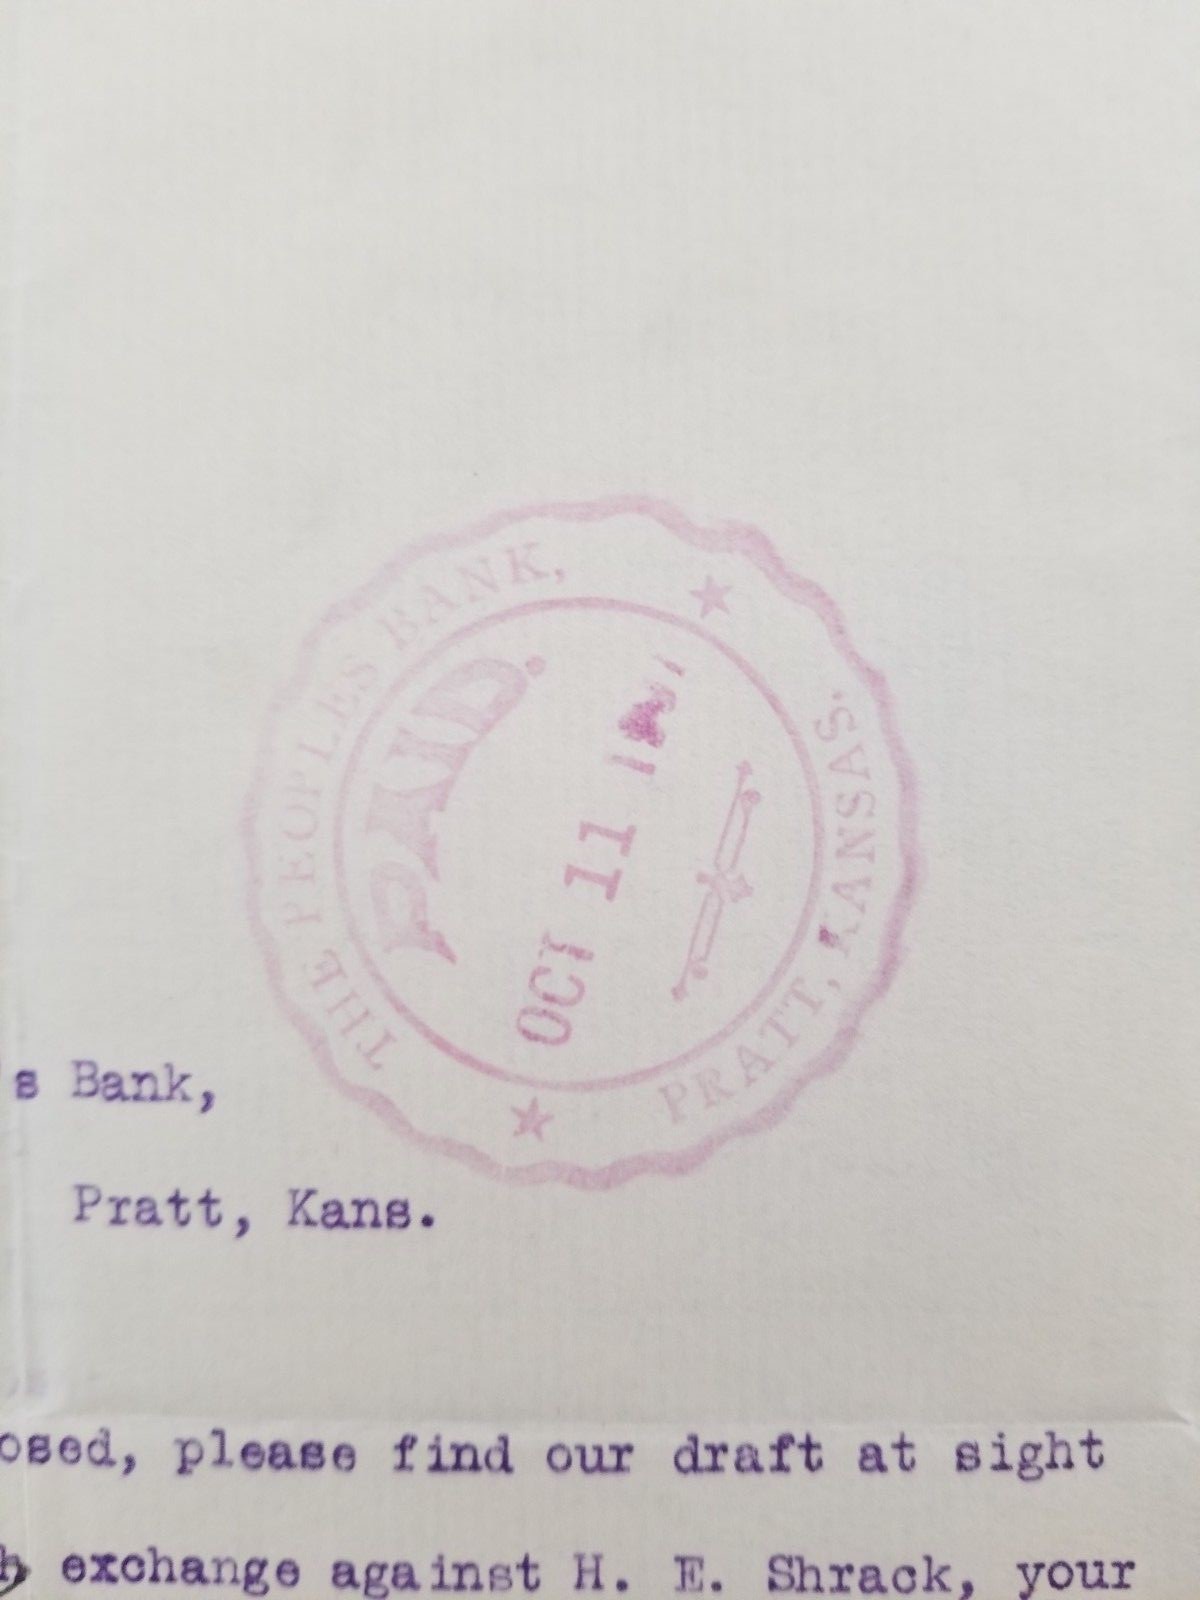 THE PEOPLES BANK,
PAID.
OCT 11
PRATT, KANSAS.
s Bank,
Pratt, Kans.
osed, please find our draft at sight
h exchange against H. E. Shrack, your